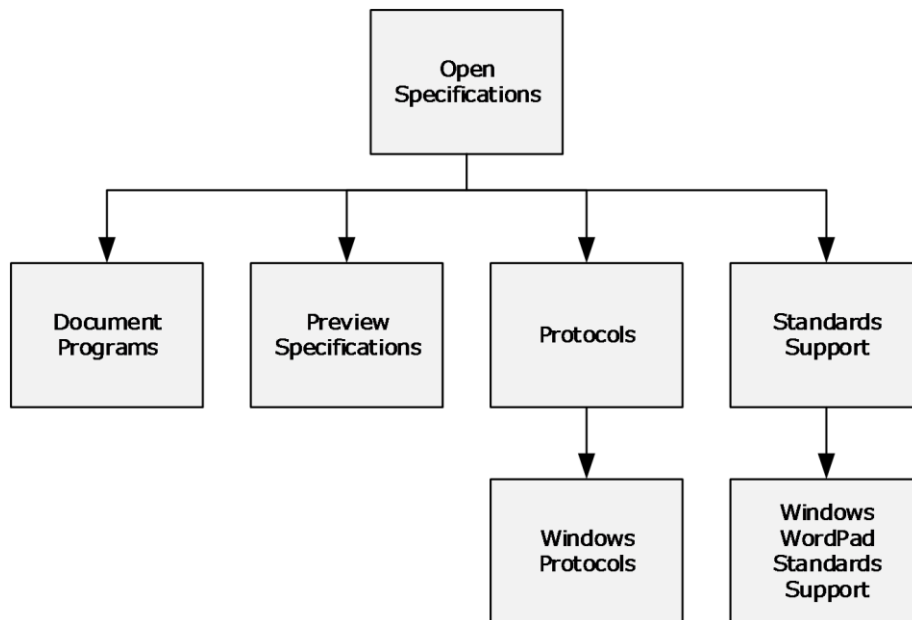 Open
Specifications
Document
Programs
Preview
Specifications
Protocols
Standards
Support
Windows
Protocols
Windows
WordPad
Standards
Support